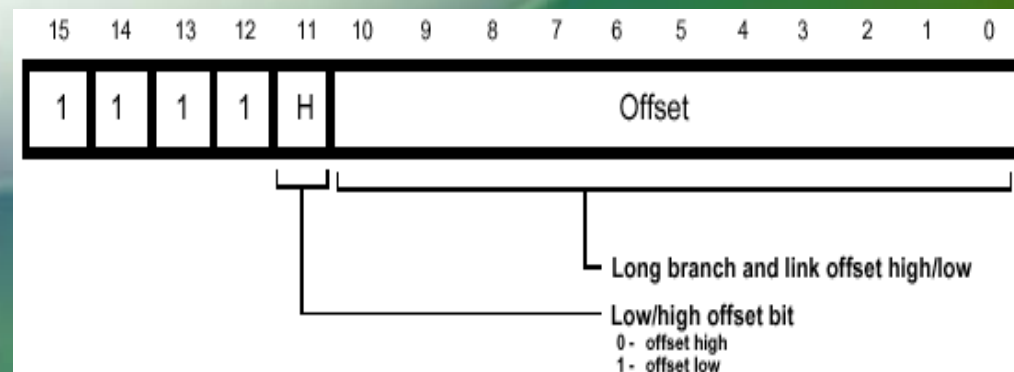 15 14 13 12 11 10 9 8 7 6 5 4 3 2 1 0
1 1 1 1 H Offset
Long branch and link offset high/low
Low/high offset bit
0 - offset high
1 - offset low